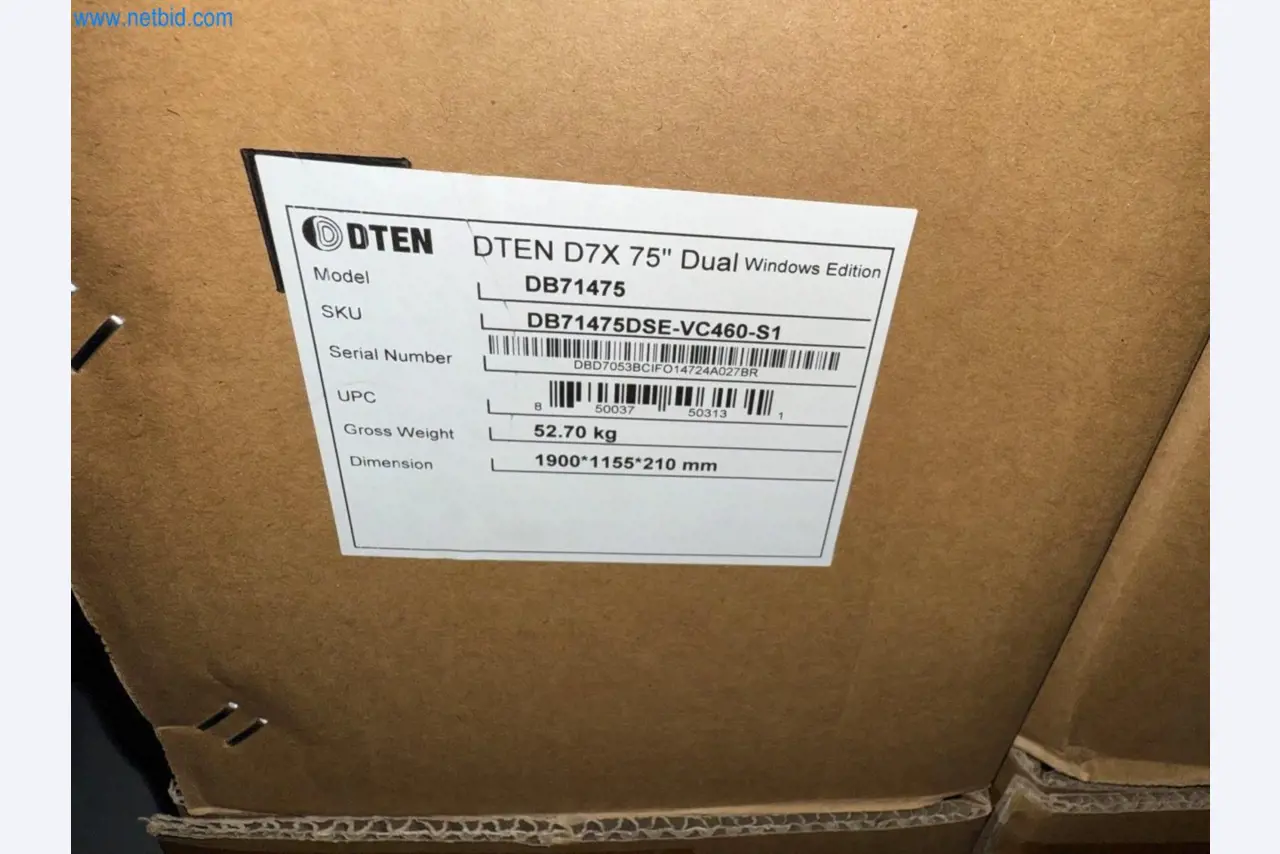 www.netbid.com
DTEN DTEN D7X 75" Dual Windows Edition
Model DB71475
SKU DB71475DSE-VC460-S1
Serial Number
DBD7053BCIFO14724A027BR
UPC
8 50037 50313 1
Gross Weight 52.70 kg
Dimension 1900*1155*210 mm